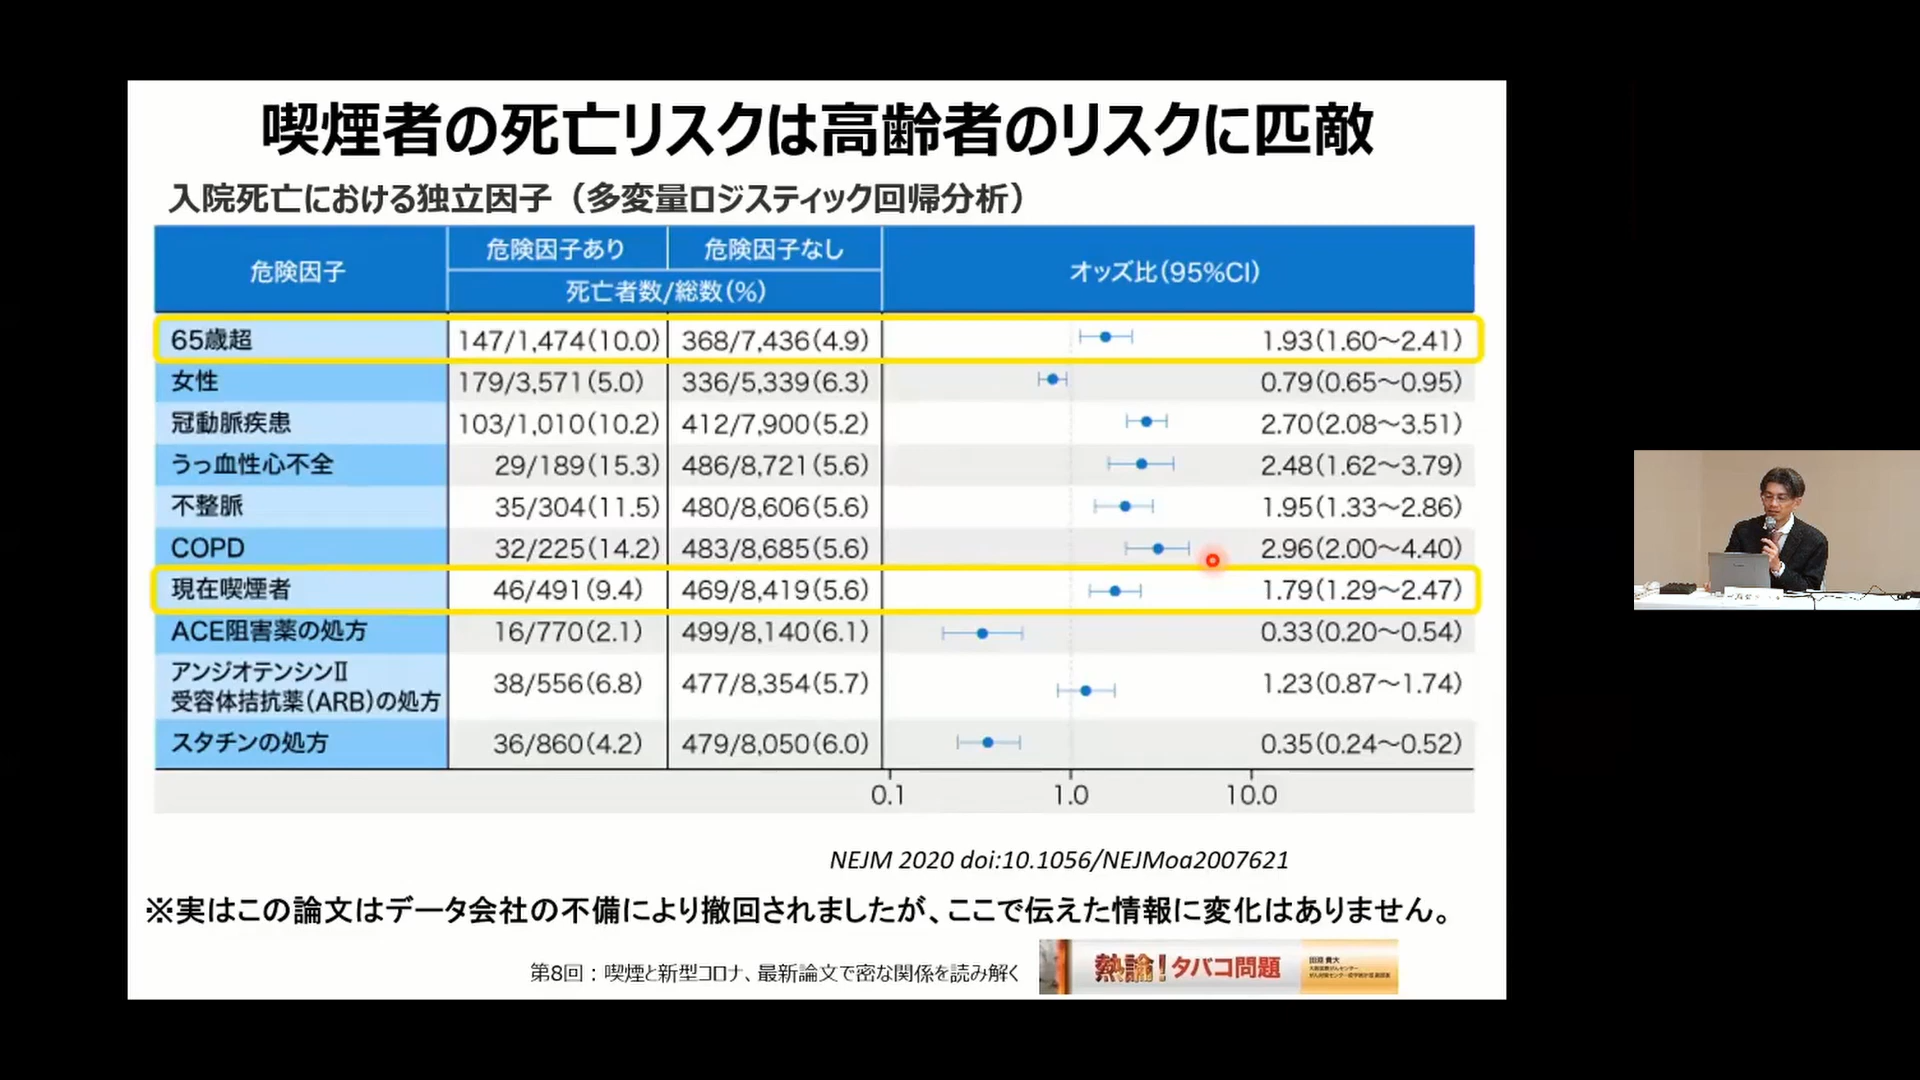 喫煙者の死亡リスクは高齢者のリスクに匹敵
入院死亡における独立因子（多変量ロジスティック回帰分析）
危険因子 危険因子あり 危険因子なし オッズ比(95%CI)
死亡者数/総数(%)
65歳超 147/1,474(10.0) 368/7,436(4.9) 1.93(1.60〜2.41)
女性 179/3,571(5.0) 336/5,339(6.3) 0.79(0.65〜0.95)
冠動脈疾患 103/1,010(10.2) 412/7,900(5.2) 2.70(2.08〜3.51)
うっ血性心不全 29/189(15.3) 486/8,721(5.6) 2.48(1.62〜3.79)
不整脈 35/304(11.5) 480/8,606(5.6) 1.95(1.33〜2.86)
COPD 32/225(14.2) 483/8,685(5.6) 2.96(2.00〜4.40)
現在喫煙者 46/491(9.4) 469/8,419(5.6) 1.79(1.29〜2.47)
ACE阻害薬の処方 16/770(2.1) 499/8,140(6.1) 0.33(0.20〜0.54)
アンジオテンシンⅡ
受容体拮抗薬(ARB)の処方 38/556(6.8) 477/8,354(5.7) 1.23(0.87〜1.74)
スタチンの処方 36/860(4.2) 479/8,050(6.0) 0.35(0.24〜0.52)
0.1 1.0 10.0
NEJM 2020 doi:10.1056/NEJMoa2007621
※実はこの論文はデータ会社の不備により撤回されましたが、ここで伝えた情報に変化はありません。
第8回：喫煙と新型コロナ、最新論文で密な関係を読み解く
熱論！タバコ問題
田淵 貴大